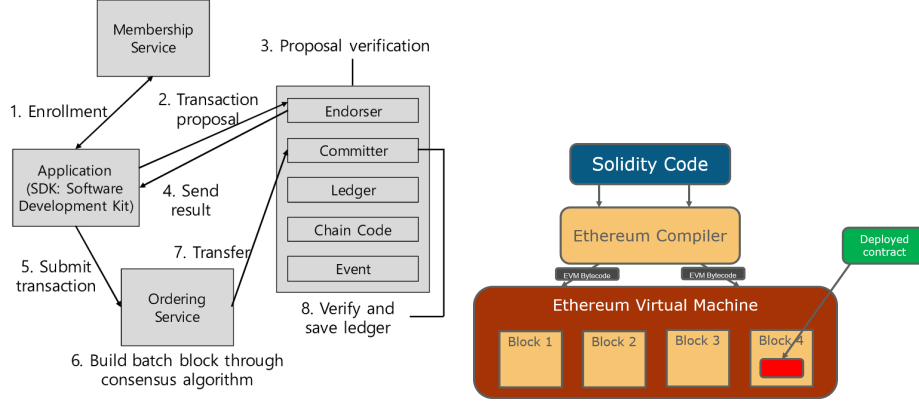 Membership
Service
3. Proposal verification
1. Enrollment
2. Transaction
proposal
Endorser
Committer
Ledger
Chain Code
Event
Application
(SDK: Software
Development Kit)
4. Send
result
7. Transfer
5. Submit
transaction
Ordering
Service
8. Verify and
save ledger
6. Build batch block through
consensus algorithm
Solidity Code
Ethereum Compiler
EVM Bytecode
EVM Bytecode
Deployed
contract
Ethereum Virtual Machine
Block 1
Block 2
Block 3
Block 4